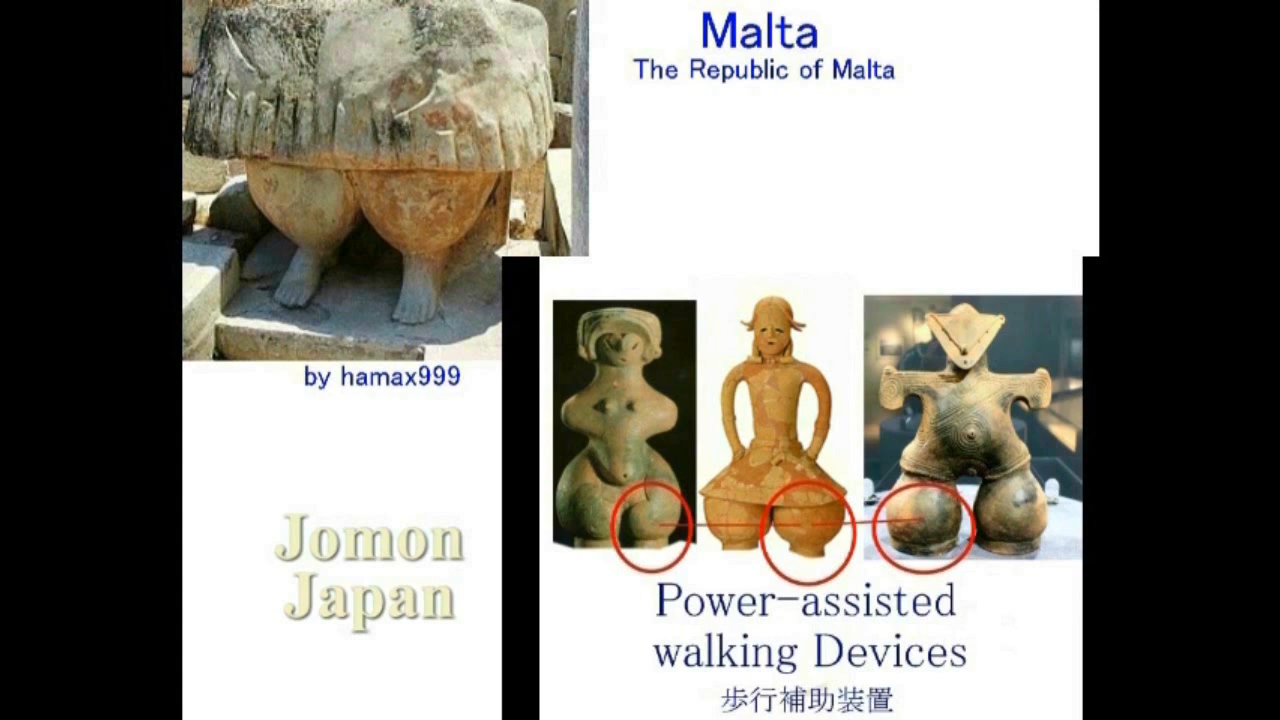 Malta
The Republic of Malta
by hamax999
Jomon
Japan
Power-assisted
walking Devices
歩行補助装置